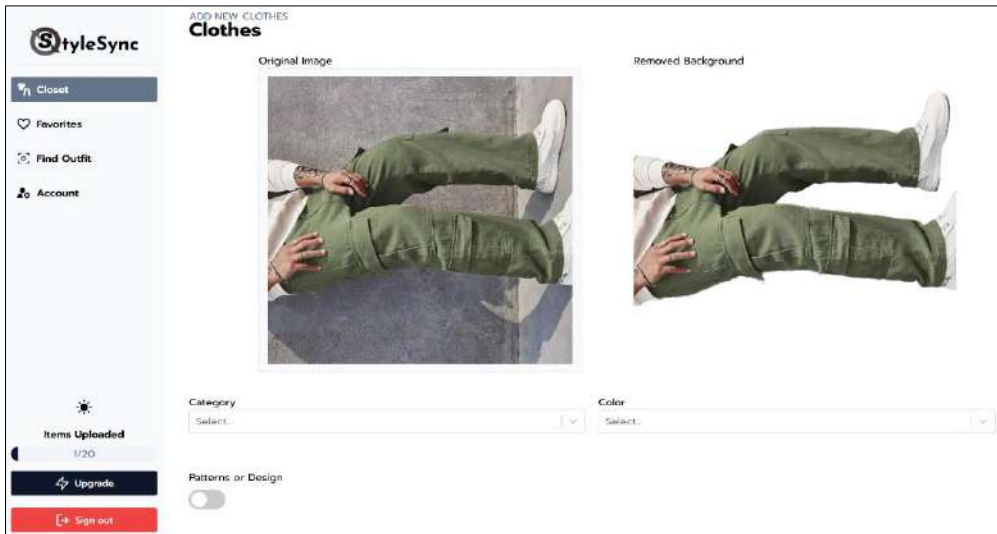 StyleSync
Closet
Favorites
Find Outfit
Account
Items Uploaded
1/20
Upgrade
Sign out
ADD NEW CLOTHES
Clothes
Original Image
Removed Background
Category
Select...
Color
Select...
Patterns or Design